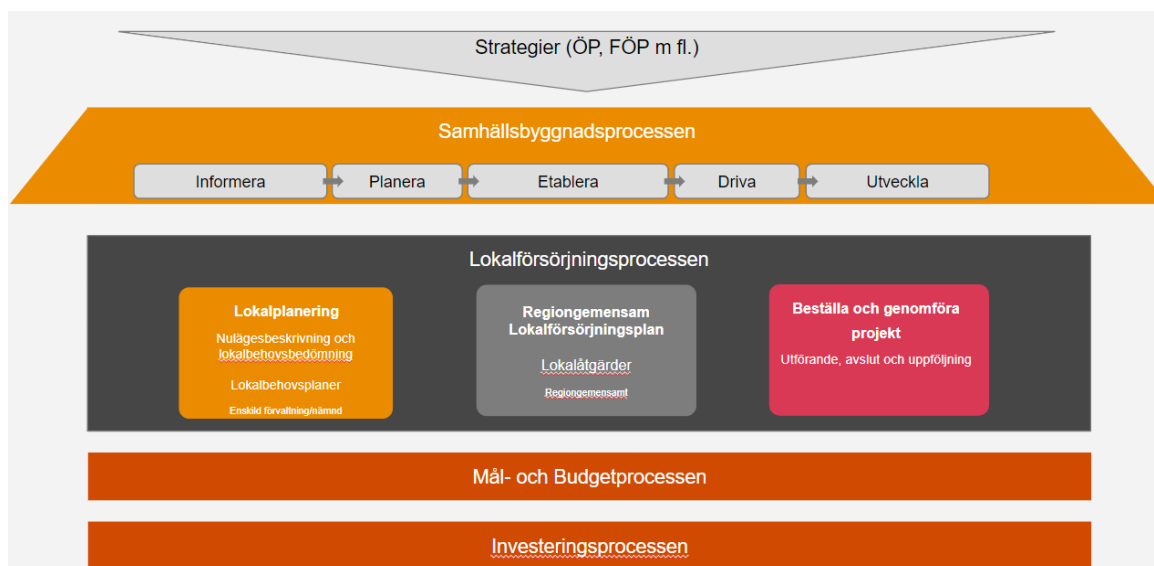 Strategier (ÖP, FÖP m fl.)
Samhällsbyggnadsprocessen
Informera
Planera
Etablera
Driva
Utveckla
Lokalförsörjningsprocessen
Lokalplanering
Nulägesbeskrivning och
lokalbehovsbedömning
Lokalbehovsplaner
Enskild förvaltning/nämnd
Regiongemensam
Lokalförsörjningsplan
Lokalåtgärder
Regiongemensamt
Beställa och genomföra
projekt
Utförande, avslut och uppföljning
Mål- och Budgetprocessen
Investeringsprocessen